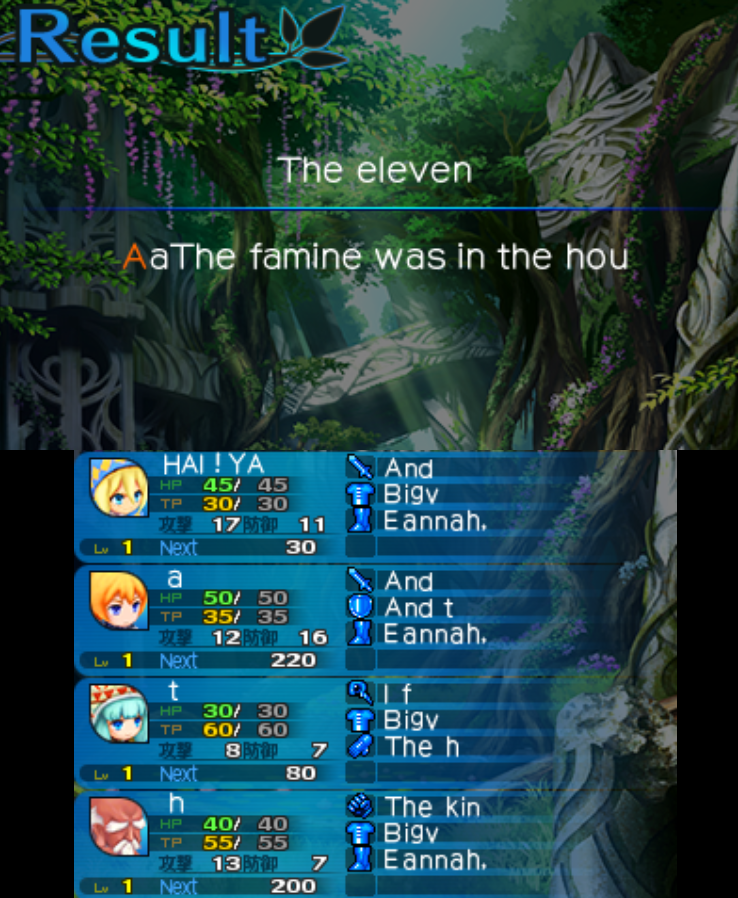 Result
The eleven
AaThe famine was in the hou
HAI！YA
HP 45/ 45
TP 30/ 30
攻撃 17 防御 11
Lv 1 Next 30
And
Bigv
Eannah.
a
HP 50/ 50
TP 35/ 35
攻撃 12 防御 16
Lv 1 Next 220
And
And t
Eannah.
t
HP 30/ 30
TP 60/ 60
攻撃 8 防御 7
Lv 1 Next 80
I f
Bigv
The h
h
HP 40/ 40
TP 55/ 55
攻撃 13 防御 7
Lv 1 Next 200
The kin
Bigv
Eannah.